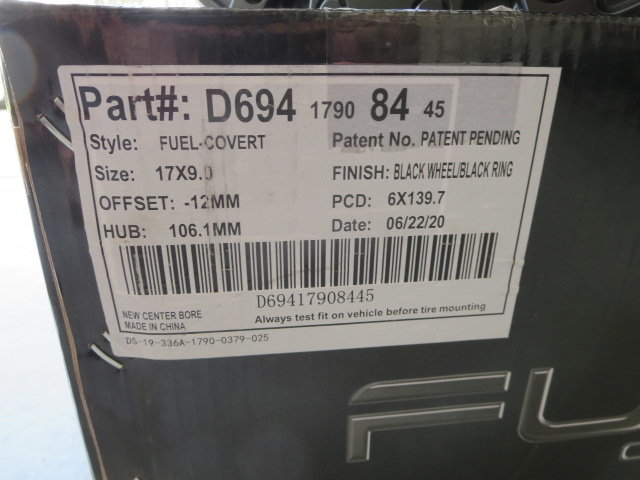 Part#: D694 1790 84 45
Style: FUEL-COVERT Patent No. PATENT PENDING
Size: 17X9.0 FINISH: BLACK WHEEL/BLACK RING
OFFSET: -12MM PCD: 6X139.7
HUB: 106.1MM Date: 06/22/20
D69417908445
NEW CENTER BORE
MADE IN CHINA Always test fit on vehicle before tire mounting
DS-19-336A-1790-0379-025